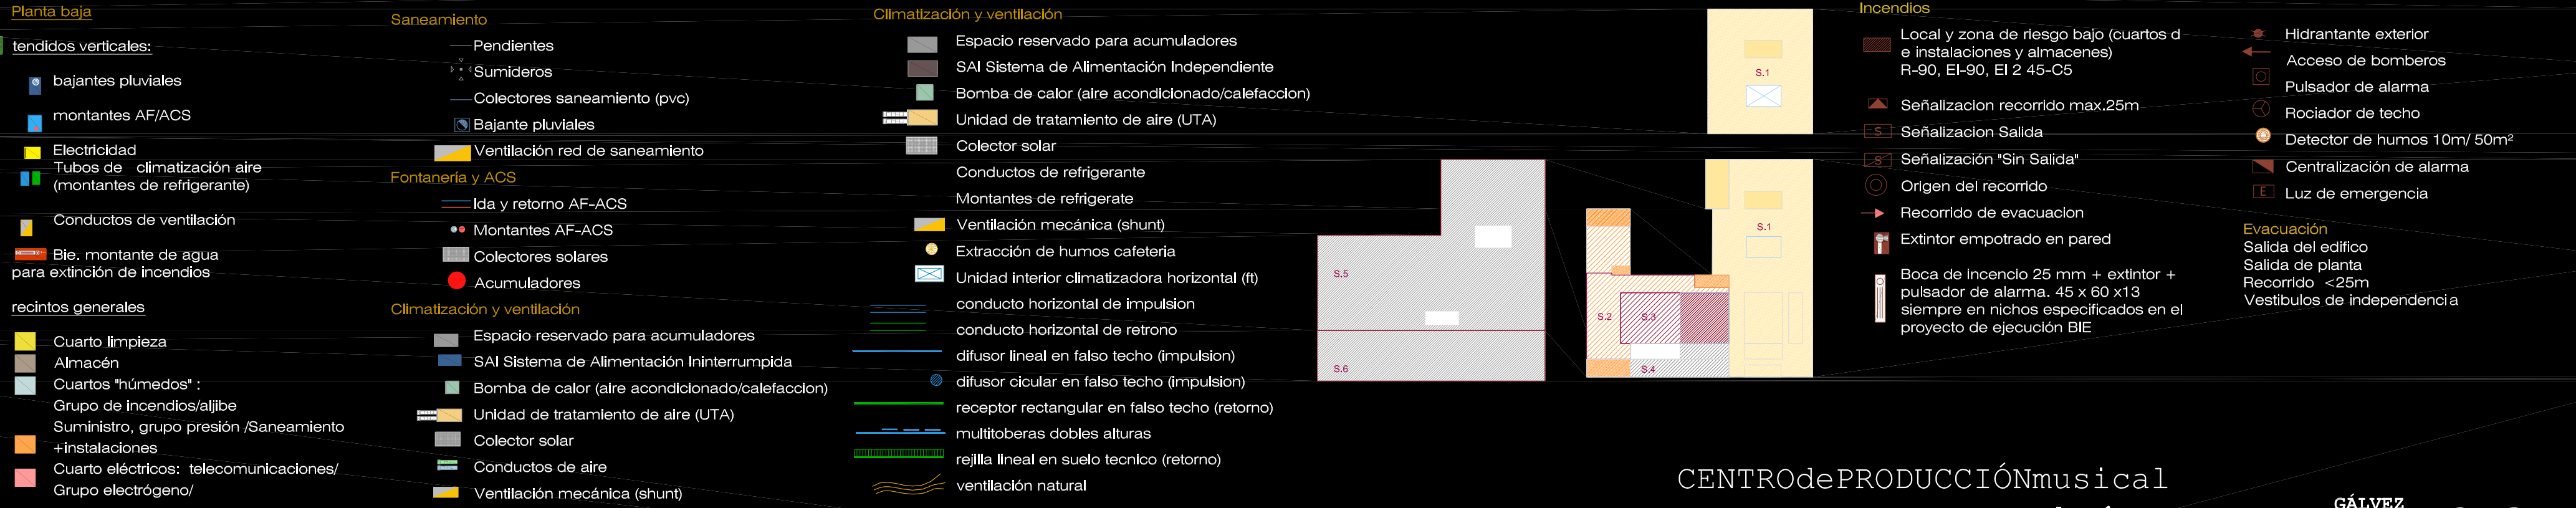 Planta baja
tendidos verticales:
bajantes pluviales
montantes AF/ACS
Electricidad
Tubos de climatización aire
(montantes de refrigerante)
Conductos de ventilación
Bie. montante de agua
para extinción de incendios
recintos generales
Cuarto limpieza
Almacén
Cuartos "húmedos" :
Grupo de incendios/aljibe
Suministro, grupo presión /Saneamiento
+instalaciones
Cuarto eléctricos: telecomunicaciones/
Grupo electrógeno/
Saneamiento
Pendientes
Sumideros
Colectores saneamiento (pvc)
Bajante pluviales
Ventilación red de saneamiento
Fontaneria y ACS
Ida y retorno AF-ACS
Montantes AF-ACS
Colectores solares
Acumuladores
Climatización y ventilación
Espacio reservado para acumuladores
SAI Sistema de Alimentación Ininterrumpida
Bomba de calor (aire acondicionado/calefaccion)
Unidad de tratamiento de aire (UTA)
Colector solar
Conductos de aire
Ventilación mecánica (shunt)
Climatización y ventilación
Espacio reservado para acumuladores
SAI Sistema de Alimentación Independiente
Bomba de calor (aire acondicionado/calefaccion)
Unidad de tratamiento de aire (UTA)
Colector solar
Conductos de refrigerante
Montantes de refrigerate
Ventilación mecánica (shunt)
Extracción de humos cafeteria
Unidad interior climatizadora horizontal (ft)
conducto horizontal de impulsion
conducto horizontal de retrono
difusor lineal en falso techo (impulsion)
difusor cicular en falso techo (impulsion)
receptor rectangular en falso techo (retorno)
multitoberas dobles alturas
rejilla lineal en suelo tecnico (retorno)
ventilación natural
S.1
S.5
S.6
S.1
S.2
S.3
S.4
Incendios
Local y zona de riesgo bajo (cuartos d
e instalaciones y almacenes)
R-90, EI-90, EI 2 45-C5
Señalizacion recorrido max.25m
S
Señalizacion Salida
S
Señalización "Sin Salida"
Origen del recorrido
Recorrido de evacuacion
Extintor empotrado en pared
Boca de incencio 25 mm + extintor +
pulsador de alarma. 45 x 60 x13
siempre en nichos especificados en el
proyecto de ejecución BIE
Hidrantante exterior
Acceso de bomberos
Pulsador de alarma
Rociador de techo
Detector de humos 10m/ 50m²
Centralización de alarma
E
Luz de emergencia
Evacuación
Salida del edifico
Salida de planta
Recorrido <25m
Vestibulos de independencia
CENTROdePRODUCCIÓNmusical
GÁLVEZ